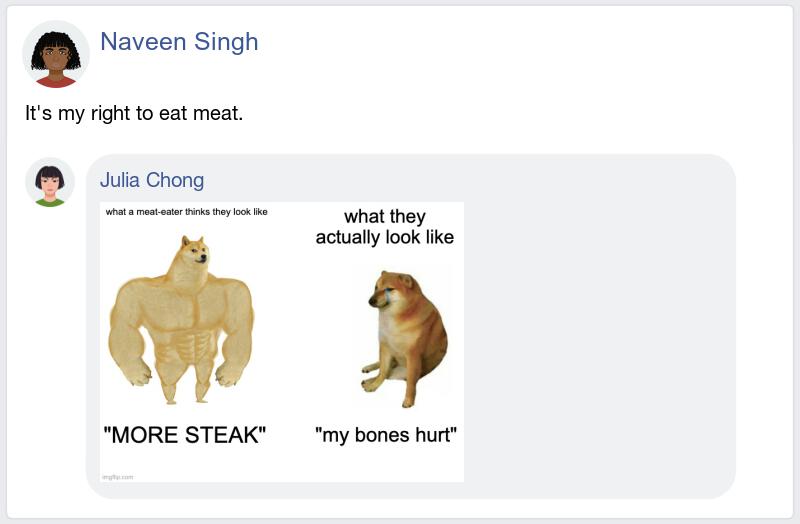 Naveen Singh
It's my right to eat meat.
Julia Chong
what a meat-eater thinks they look like
what they
actually look like
"MORE STEAK"
"my bones hurt"
imgflip.com